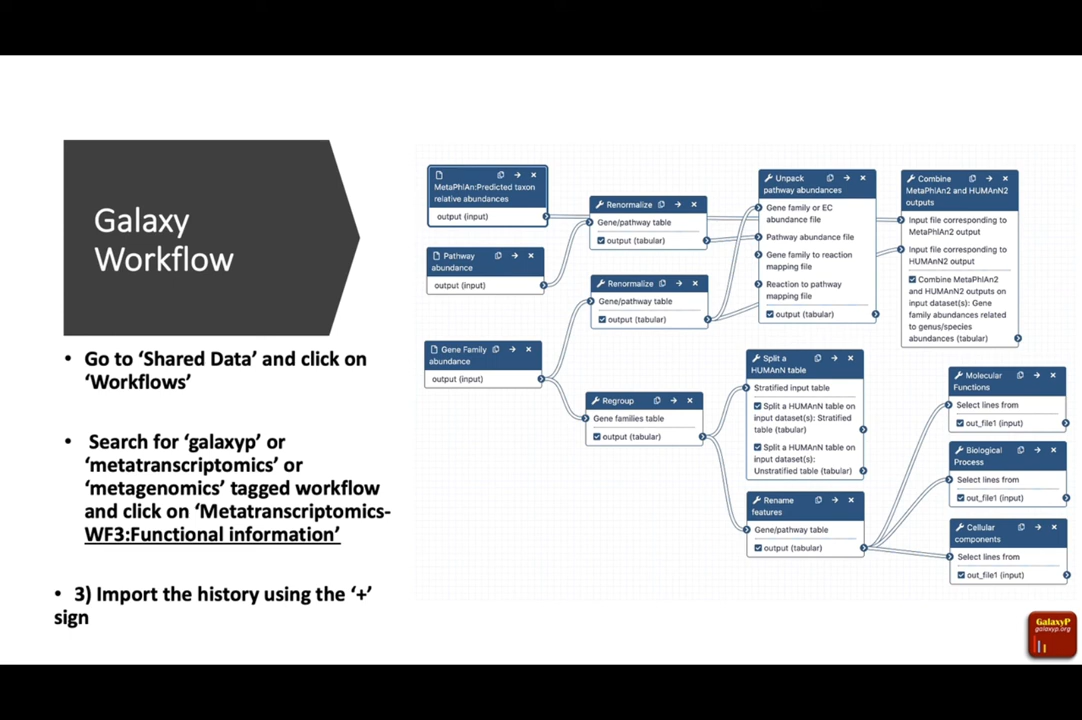 Galaxy
Workflow
• Go to ‘Shared Data’ and click on
‘Workflows’
• Search for ‘galaxyp’ or
‘metatranscriptomics’ or
‘metagenomics’ tagged workflow
and click on ‘Metatranscriptomics-
WF3:Functional information’
• 3) Import the history using the ‘+’
sign
MetaPhlAn:Predicted taxon
relative abundances
output (input)
Pathway
abundance
output (input)
Gene Family
abundance
output (input)
Renormalize
Gene/pathway table
output (tabular)
Renormalize
Gene/pathway table
output (tabular)
Regroup
Gene families table
output (tabular)
Unpack
pathway abundances
Gene family or EC
abundance file
Pathway abundance file
Gene family to reaction
mapping file
Reaction to pathway
mapping file
output (tabular)
Split a
HUMAnN table
Stratified input table
Split a HUMAnN table on
input dataset(s): Stratified
table (tabular)
Split a HUMAnN table on
input dataset(s):
Unstratified table (tabular)
Rename
features
Gene/pathway table
output (tabular)
Combine
MetaPhlAn2 and HUMAnN2
outputs
Input file corresponding to
MetaPhlAn2 output
Input file corresponding to
HUMAnN2 output
Combine MetaPhlAn2
and HUMAnN2 outputs on
input dataset(s): Gene
family abundances related
to genus/species
abundances (tabular)
Molecular
Functions
Select lines from
out_file1 (input)
Biological
Process
Select lines from
out_file1 (input)
Cellular
components
Select lines from
out_file1 (input)
GalaxyP
galaxyp.org